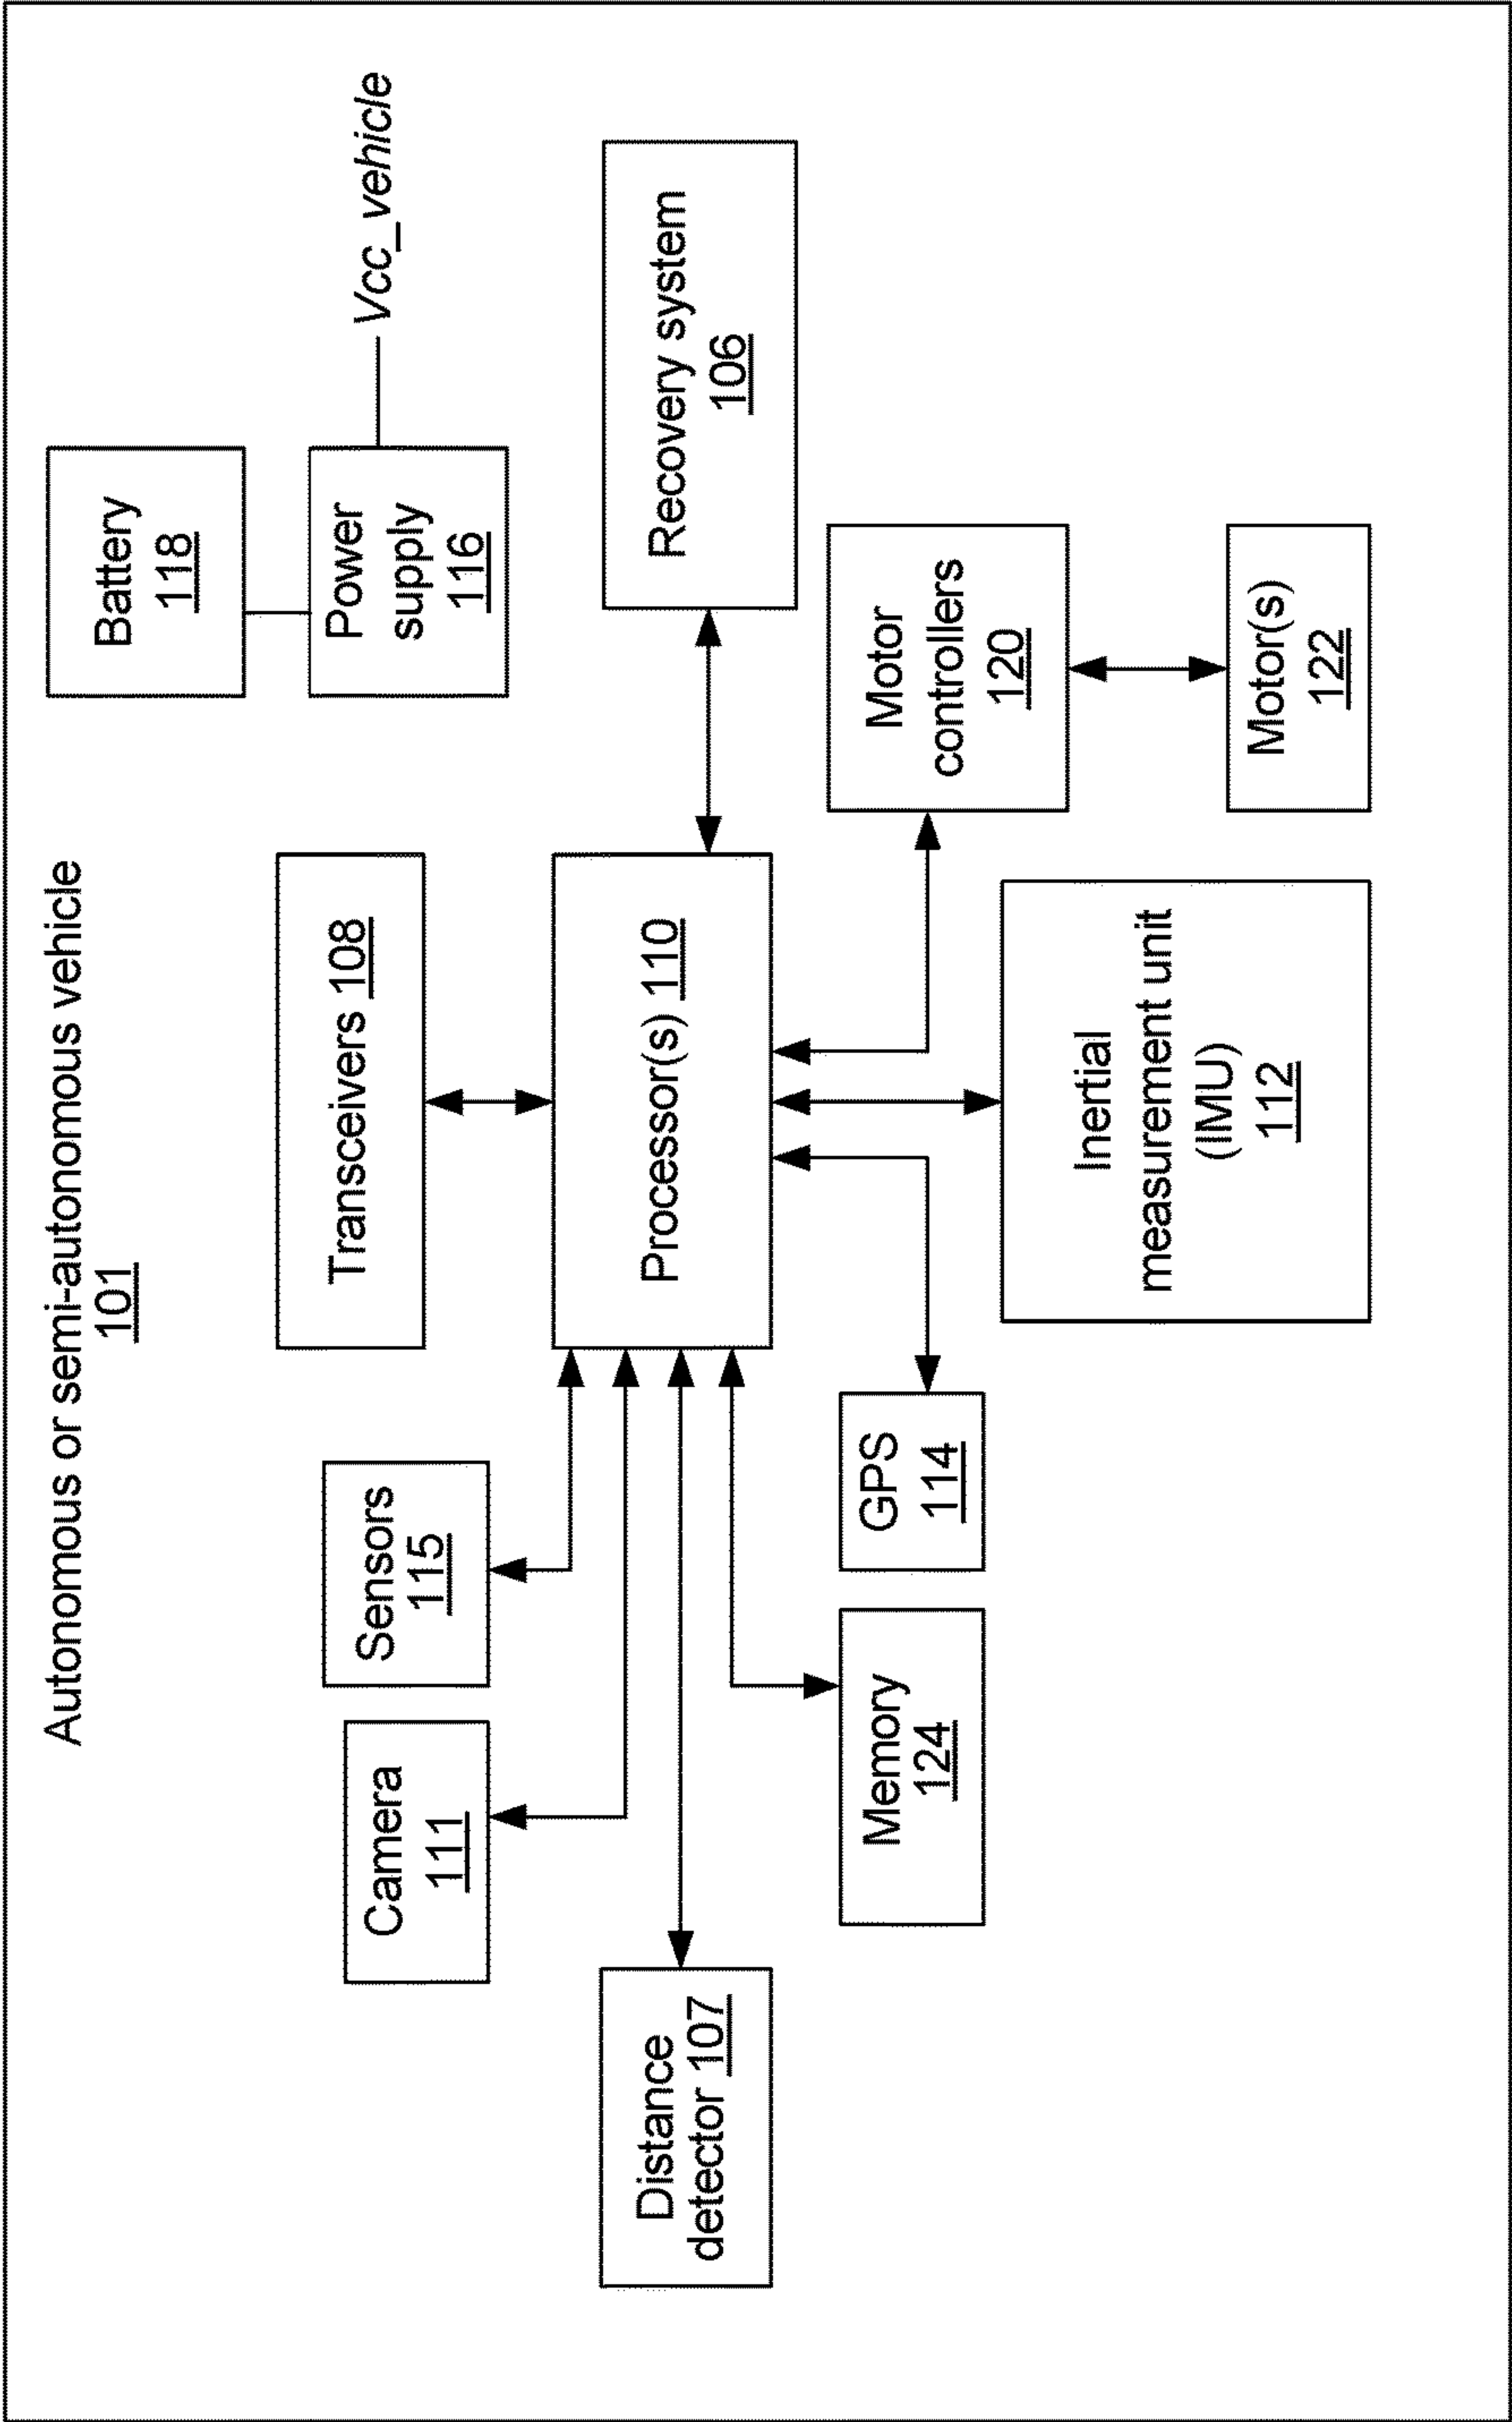 Autonomous or semi-autonomous vehicle
101
Battery
118
Power
supply
116
Vcc_vehicle
Transceivers 108
Sensors
115
Camera
111
Distance
detector 107
Processor(s) 110
Recovery system
106
Memory
124
GPS
114
Inertial
measurement unit
(IMU)
112
Motor
controllers
120
Motor(s)
122